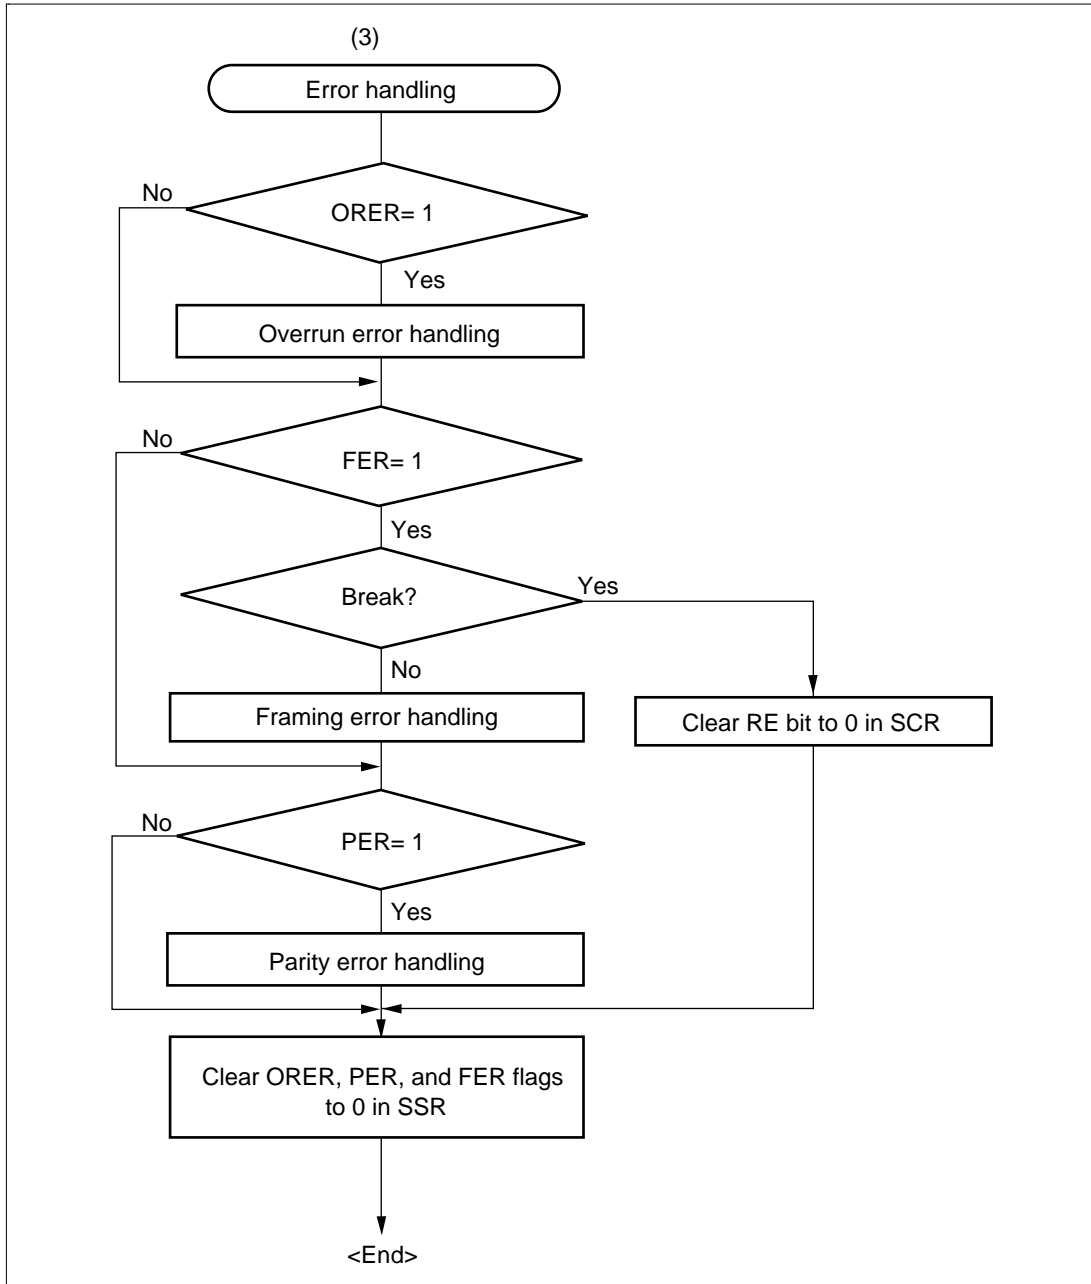 (3)
Error handling
No
ORER= 1
Yes
Overrun error handling
No
FER= 1
Yes
Break?
Yes
No
Framing error handling
Clear RE bit to 0 in SCR
No
PER= 1
Yes
Parity error handling
Clear ORER, PER, and FER flags
to 0 in SSR
<End>